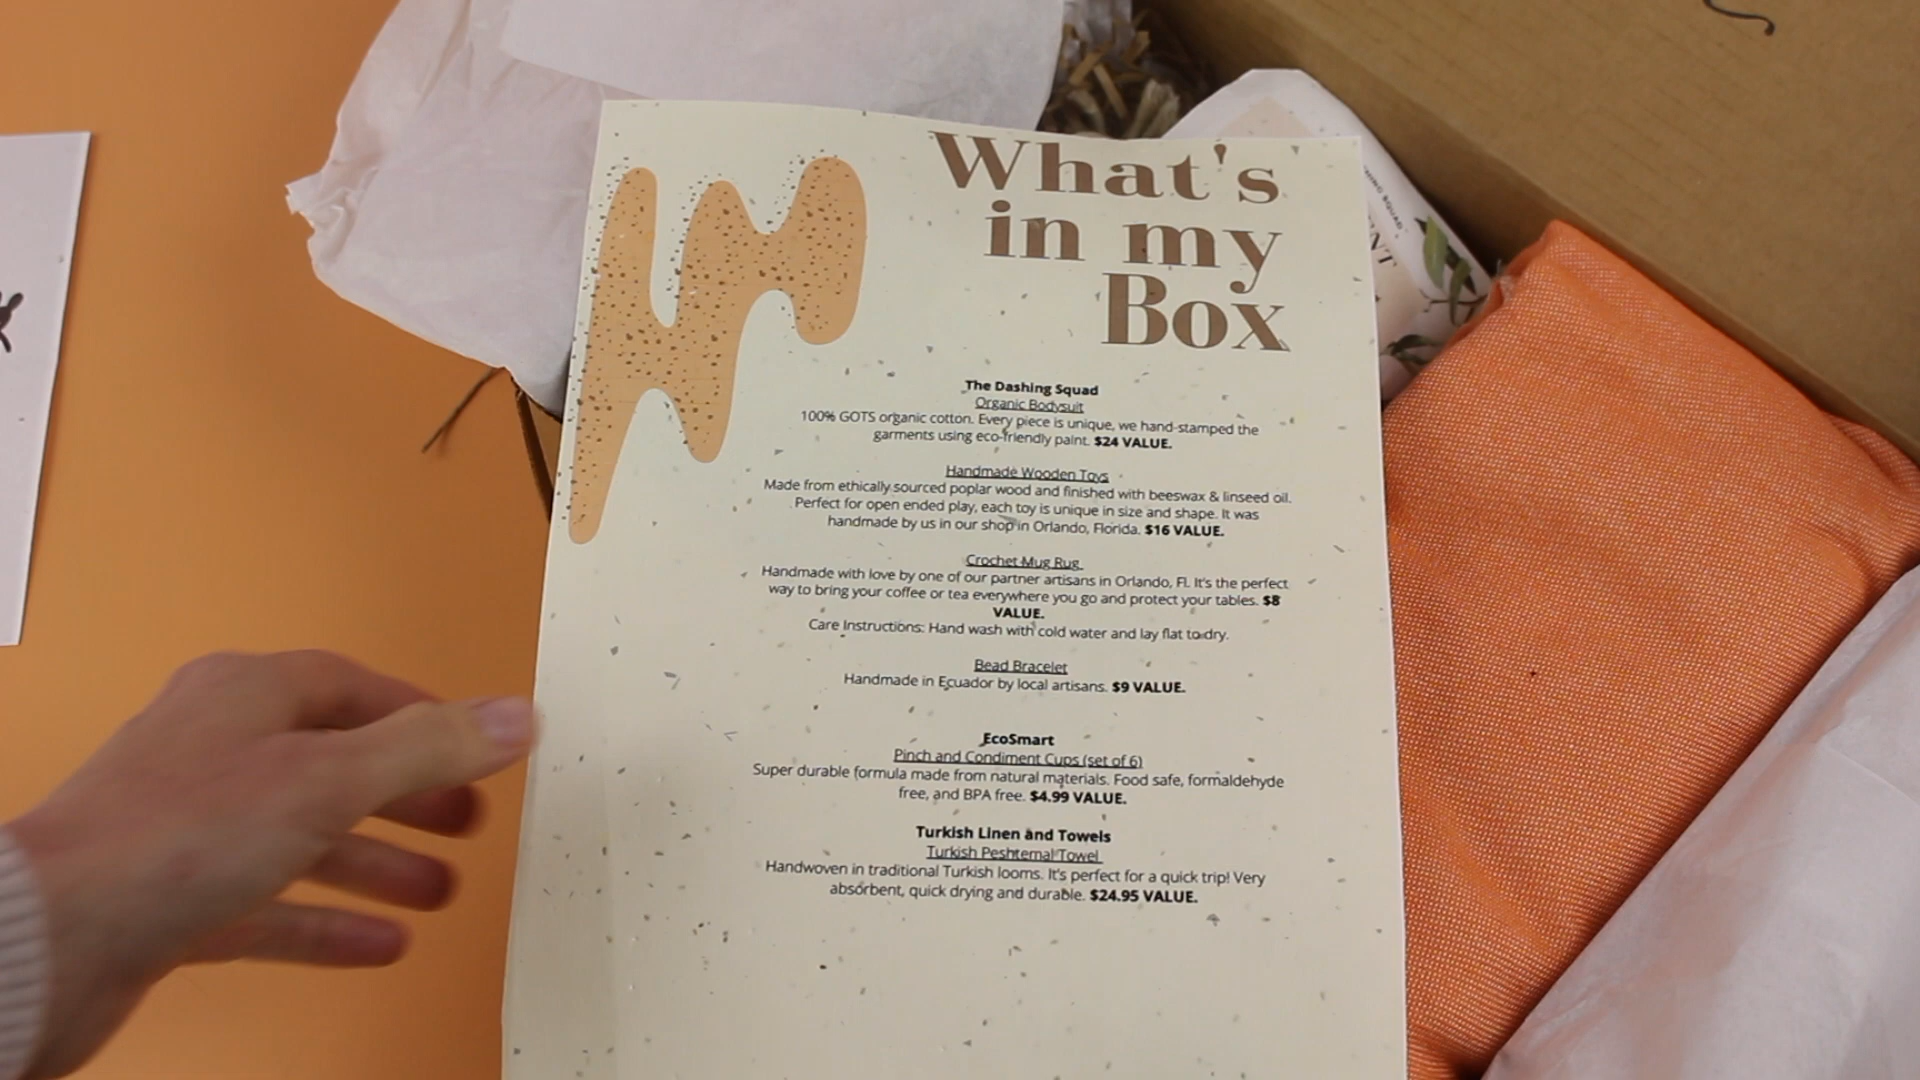 What's
in my
Box
The Dashing Squad
Organic Bodysuit
100% GOTS organic cotton. Every piece is unique, we hand-stamped the
garments using eco-friendly paint. $24 VALUE.
Handmade Wooden Toys
Made from ethically sourced poplar wood and finished with beeswax & linseed oil.
Perfect for open ended play, each toy is unique in size and shape. It was
handmade by us in our shop in Orlando, Florida. $16 VALUE.
Crochet Mug Rug
Handmade with love by one of our partner artisans in Orlando, Fl. It's the perfect
way to bring your coffee or tea everywhere you go and protect your tables. $8
VALUE.
Care Instructions: Hand wash with cold water and lay flat to dry.
Bead Bracelet
Handmade in Ecuador by local artisans. $9 VALUE.
EcoSmart
Pinch and Condiment Cups (set of 6)
Super durable formula made from natural materials. Food safe, formaldehyde
free, and BPA free. $4.99 VALUE.
Turkish Linen and Towels
Turkish Peshtemal Towel
Handwoven in traditional Turkish looms. It's perfect for a quick trip! Very
absorbent, quick drying and durable. $24.95 VALUE.